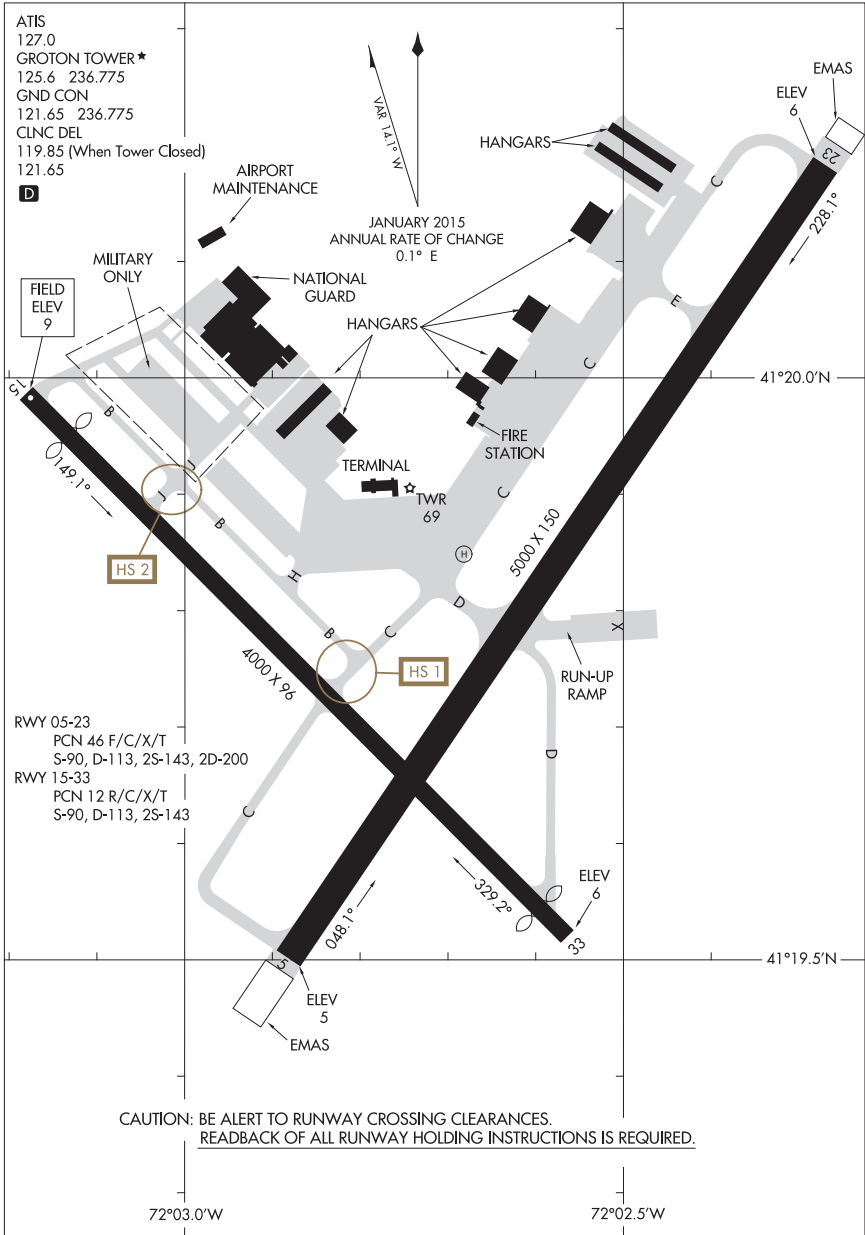 ATIS
127.0
GROTON TOWER★
125.6 236.775
GND CON
121.65 236.775
CLNC DEL
119.85 (When Tower Closed)
121.65
D
VAR 14.1° W
JANUARY 2015
ANNUAL RATE OF CHANGE
0.1° E
EMAS
ELEV
6
23
228.1°
HANGARS
C
AIRPORT
MAINTENANCE
MILITARY
ONLY
NATIONAL
GUARD
FIELD
ELEV
9
HANGARS
E
C
41°20.0'N
15
B
149.1°
J
J
FIRE
STATION
TERMINAL
TWR
69
C
HS 2
B
H
5000 X 150
H
D
X
B
C
RUN-UP
RAMP
HS 1
4000 X 96
D
RWY 05-23
PCN 46 F/C/X/T
S-90, D-113, 2S-143, 2D-200
RWY 15-33
PCN 12 R/C/X/T
S-90, D-113, 2S-143
C
329.2°
ELEV
6
33
048.1°
5
ELEV
5
EMAS
41°19.5'N
CAUTION: BE ALERT TO RUNWAY CROSSING CLEARANCES.
READBACK OF ALL RUNWAY HOLDING INSTRUCTIONS IS REQUIRED.
72°03.0'W
72°02.5'W